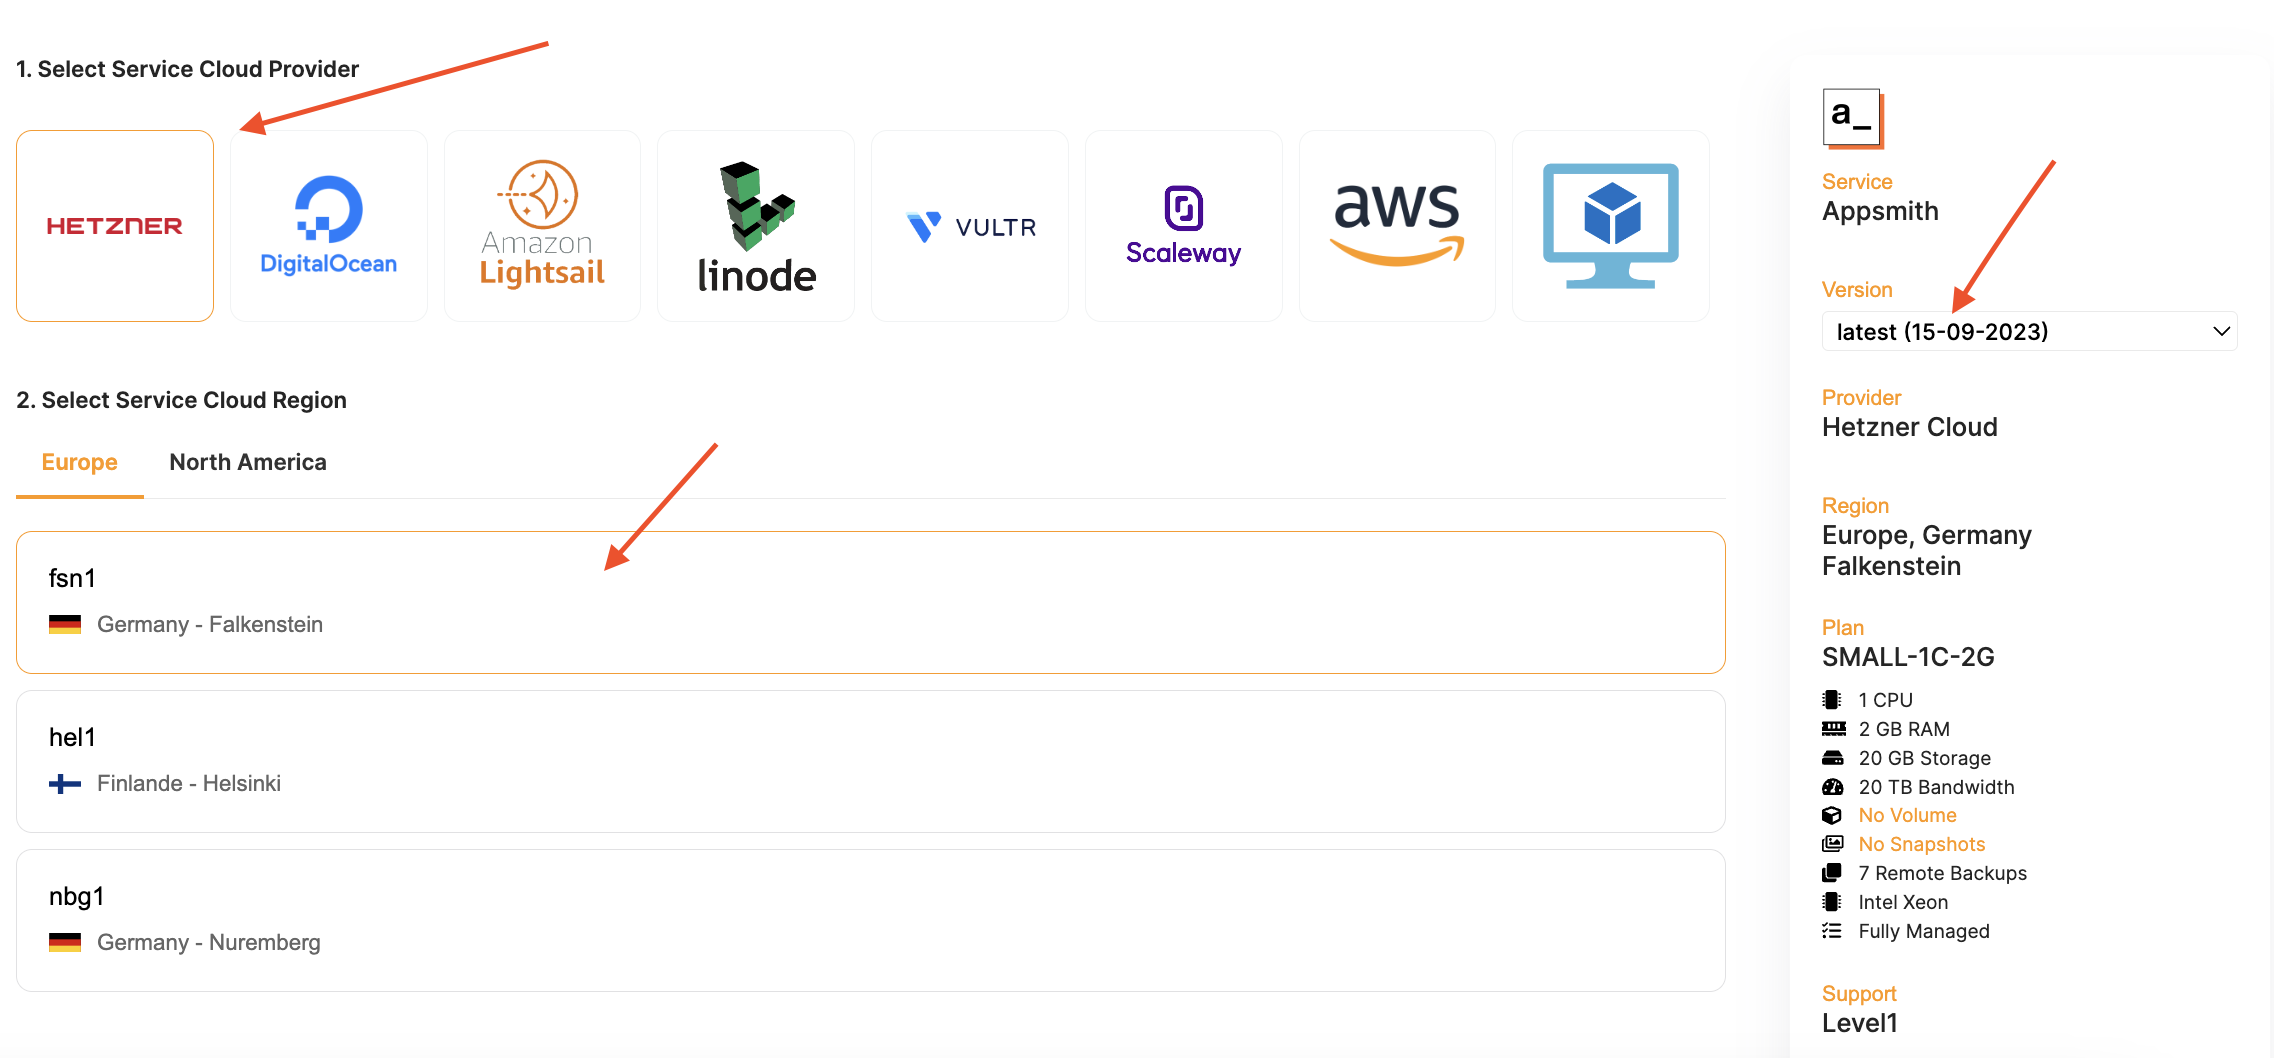 1. Select Service Cloud Provider
HETZNER
DigitalOcean
Amazon
Lightsail
linode
VULTR
Scaleway
aws
2. Select Service Cloud Region
Europe
North America
fsn1
Germany - Falkenstein
hel1
Finlande - Helsinki
nbg1
Germany - Nuremberg
a_
Service
Appsmith
Version
latest (15-09-2023)
Provider
Hetzner Cloud
Region
Europe, Germany
Falkenstein
Plan
SMALL-1C-2G
1 CPU
2 GB RAM
20 GB Storage
20 TB Bandwidth
No Volume
No Snapshots
7 Remote Backups
Intel Xeon
Fully Managed
Support
Level1